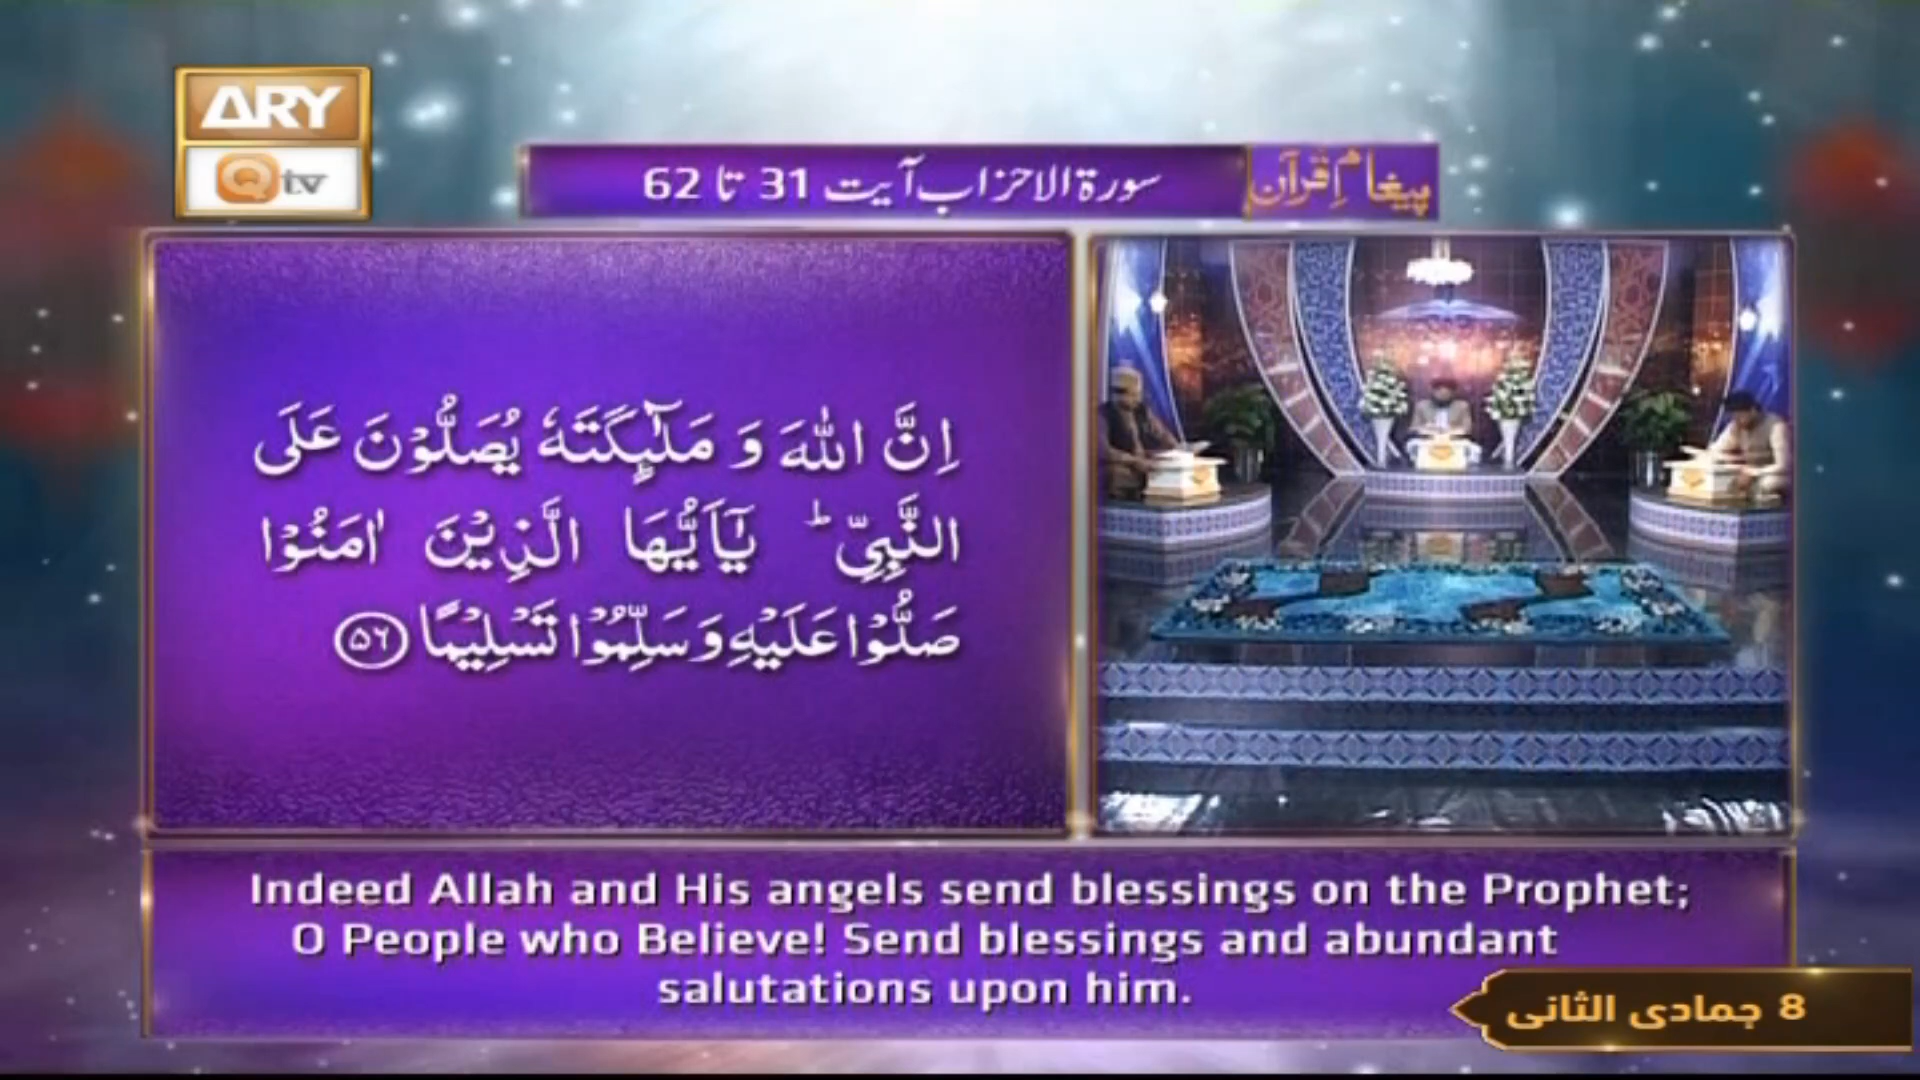 ARY
Qtv
سورۃ الاحزاب آیت 31 تا 62
پیغامِ قرآن
اِنَّ اللّٰهَ وَ مَلٰٓىِٕكَتَهٗ یُصَلُّوْنَ عَلَى
النَّبِیِّؕ یٰۤاَیُّهَا الَّذِیْنَ اٰمَنُوْا
صَلُّوْا عَلَیْهِ وَ سَلِّمُوْا تَسْلِیْمًا ﴿۵۶﴾
Indeed Allah and His angels send blessings on the Prophet;
O People who Believe! Send blessings and abundant
salutations upon him.
8 جمادی الثانی